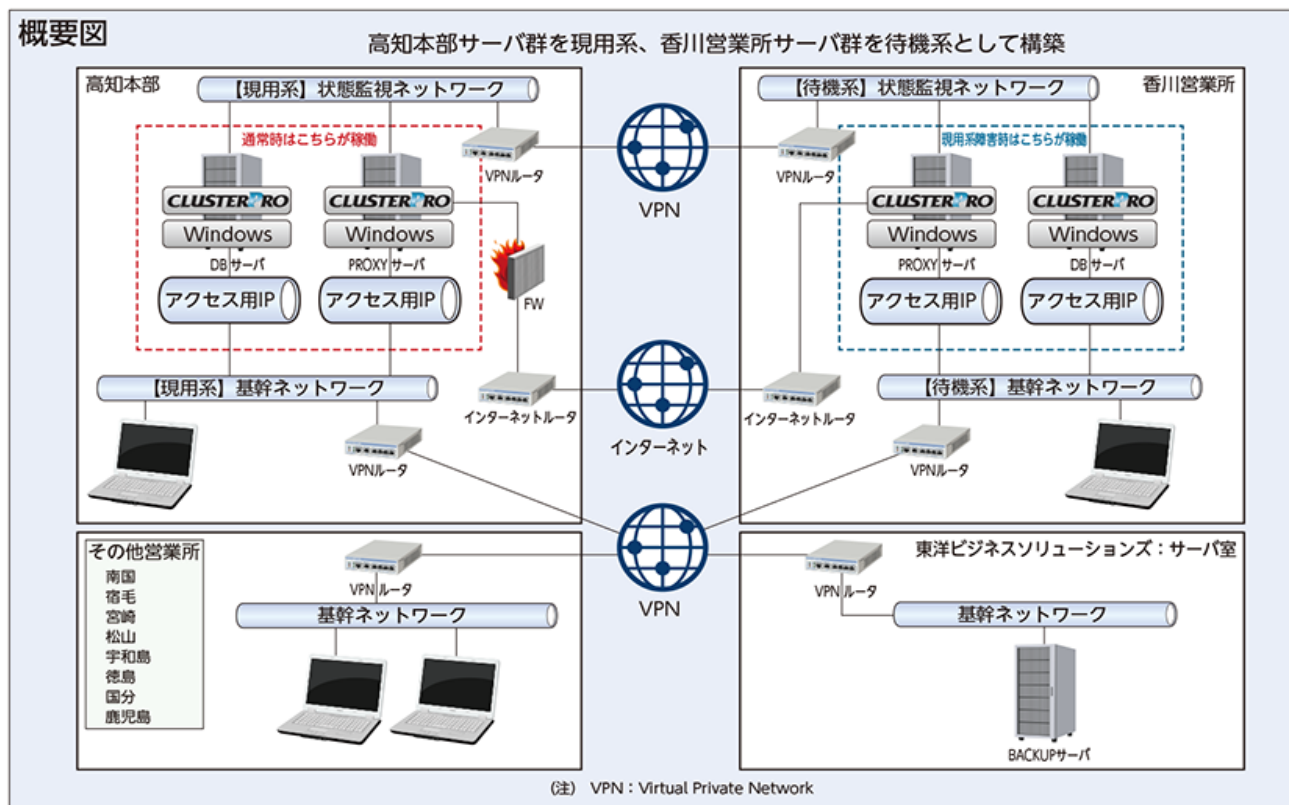 概要図
高知本部サーバ群を現用系、香川営業所サーバ群を待機系として構築
高知本部
【現用系】状態監視ネットワーク
通常時はこちらが稼働
VPNルータ
CLUSTERPRO
CLUSTERPRO
Windows
Windows
DBサーバ
PROXYサーバ
FW
アクセス用IP
アクセス用IP
【現用系】基幹ネットワーク
インターネットルータ
VPNルータ
VPN
インターネット
VPN
香川営業所
【待機系】状態監視ネットワーク
現用系障害時はこちらが稼働
VPNルータ
CLUSTERPRO
CLUSTERPRO
Windows
Windows
PROXYサーバ
DBサーバ
アクセス用IP
アクセス用IP
【待機系】基幹ネットワーク
インターネットルータ
VPNルータ
その他営業所
南国
宿毛
宮崎
松山
宇和島
徳島
国分
鹿児島
VPNルータ
基幹ネットワーク
東洋ビジネスソリューションズ：サーバ室
VPNルータ
基幹ネットワーク
BACKUPサーバ
(注) VPN：Virtual Private Network